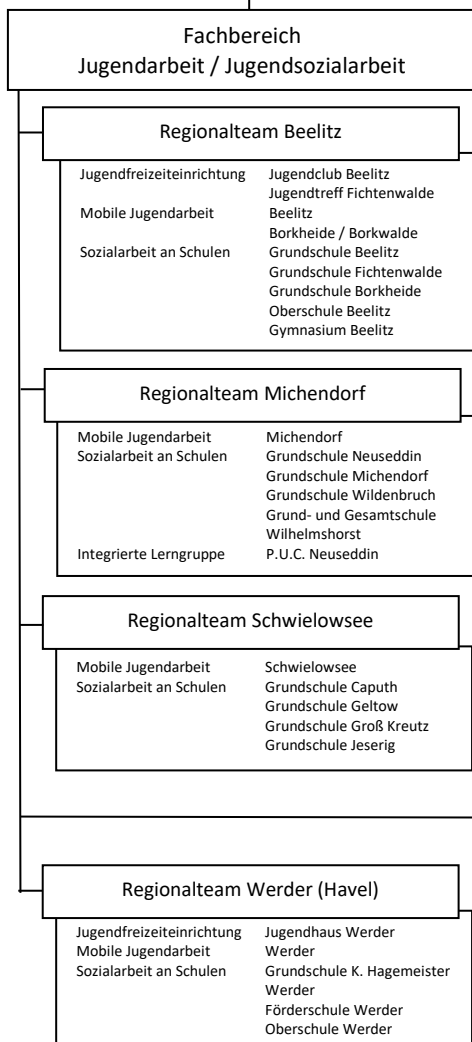 Fachbereich
Jugendarbeit / Jugendsozialarbeit
Regionalteam Beelitz
Jugendfreizeiteinrichtung Jugendclub Beelitz
Jugendtreff Fichtenwalde
Mobile Jugendarbeit Beelitz
Borkheide / Borkwalde
Sozialarbeit an Schulen Grundschule Beelitz
Grundschule Fichtenwalde
Grundschule Borkheide
Oberschule Beelitz
Gymnasium Beelitz
Regionalteam Michendorf
Mobile Jugendarbeit Michendorf
Sozialarbeit an Schulen Grundschule Neuseddin
Grundschule Michendorf
Grundschule Wildenbruch
Grund- und Gesamtschule
Wilhelmshorst
Integrierte Lerngruppe P.U.C. Neuseddin
Regionalteam Schwielowsee
Mobile Jugendarbeit Schwielowsee
Sozialarbeit an Schulen Grundschule Caputh
Grundschule Geltow
Grundschule Groß Kreutz
Grundschule Jeserig
Regionalteam Werder (Havel)
Jugendfreizeiteinrichtung Jugendhaus Werder
Mobile Jugendarbeit Werder
Sozialarbeit an Schulen Grundschule K. Hagemeister
Werder
Förderschule Werder
Oberschule Werder